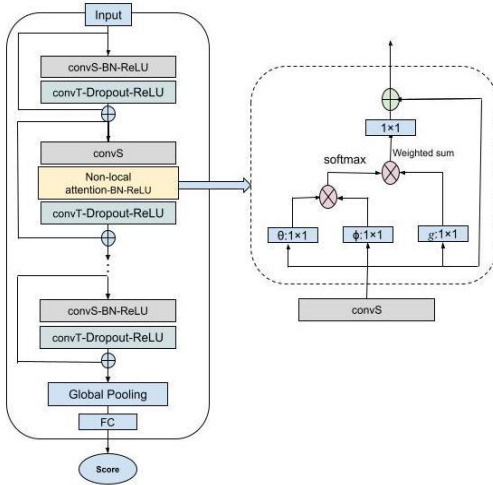 Input
convS-BN-ReLU
convT-Dropout-ReLU
convS
Non-local
attention-BN-ReLU
convT-Dropout-ReLU
convS-BN-ReLU
convT-Dropout-ReLU
Global Pooling
FC
Score
1×1
Weighted sum
softmax
θ:1×1
ϕ:1×1
g:1×1
convS